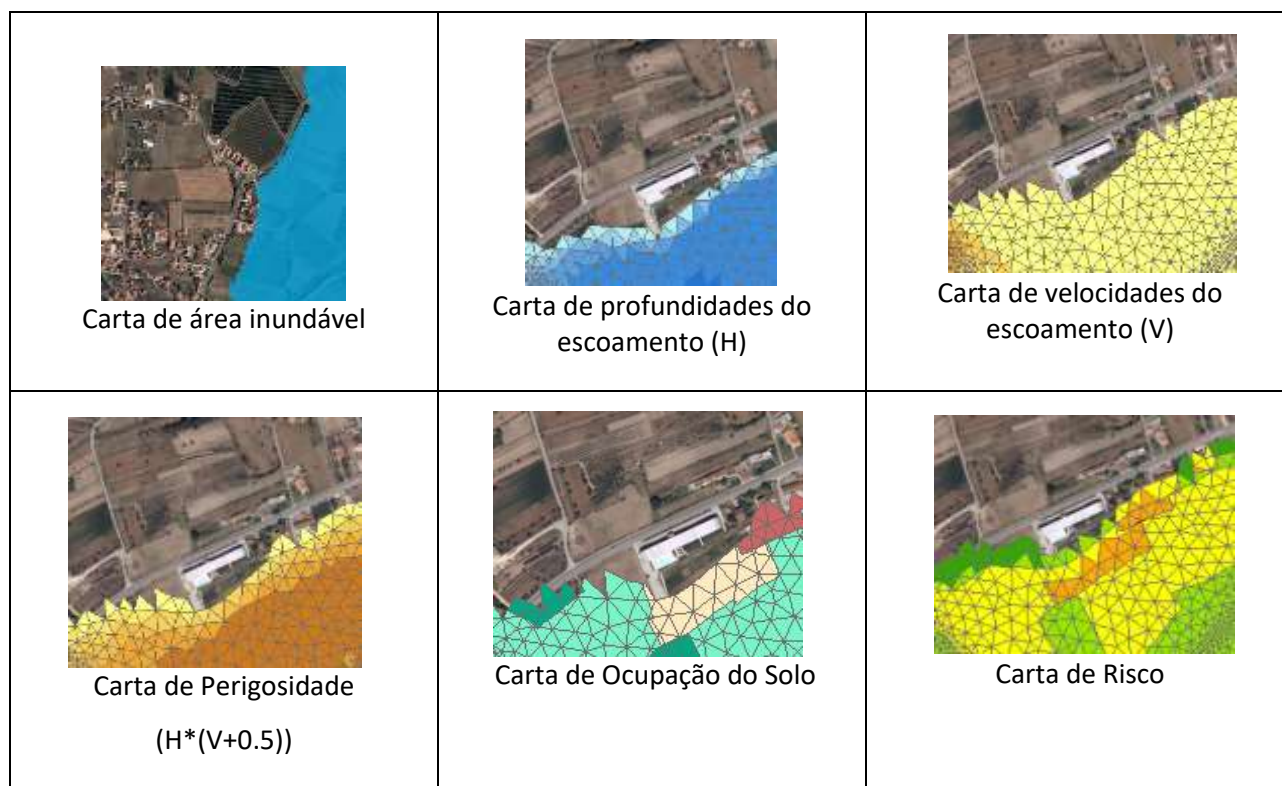 Carta de área inundável
Carta de profundidades do
escoamento (H)
Carta de velocidades do
escoamento (V)
Carta de Perigosidade
(H*(V+0.5))
Carta de Ocupação do Solo
Carta de Risco